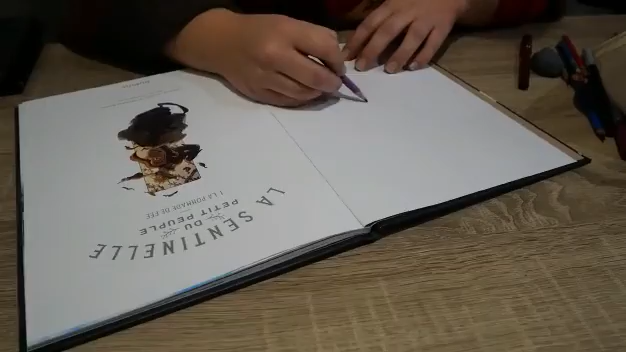 LA SENTINELLE
DU
PETIT PEUPLE
1. LA POMMADE DE FÉE